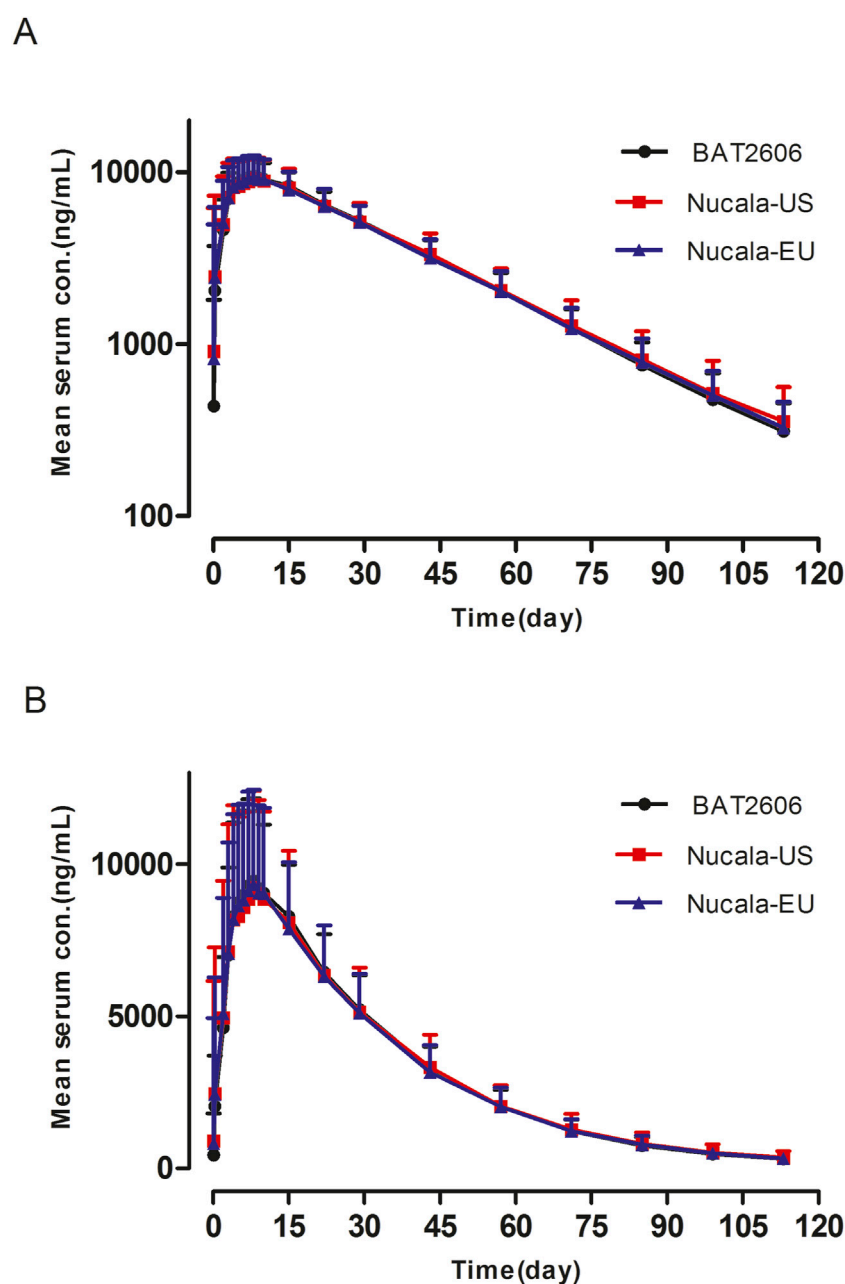 A
10000
1000
100
Mean serum con.(ng/mL)
BAT2606
Nucala-US
Nucala-EU
0 15 30 45 60 75 90 105 120
Time(day)
B
10000
5000
0
Mean serum con.(ng/mL)
BAT2606
Nucala-US
Nucala-EU
0 15 30 45 60 75 90 105 120
Time(day)